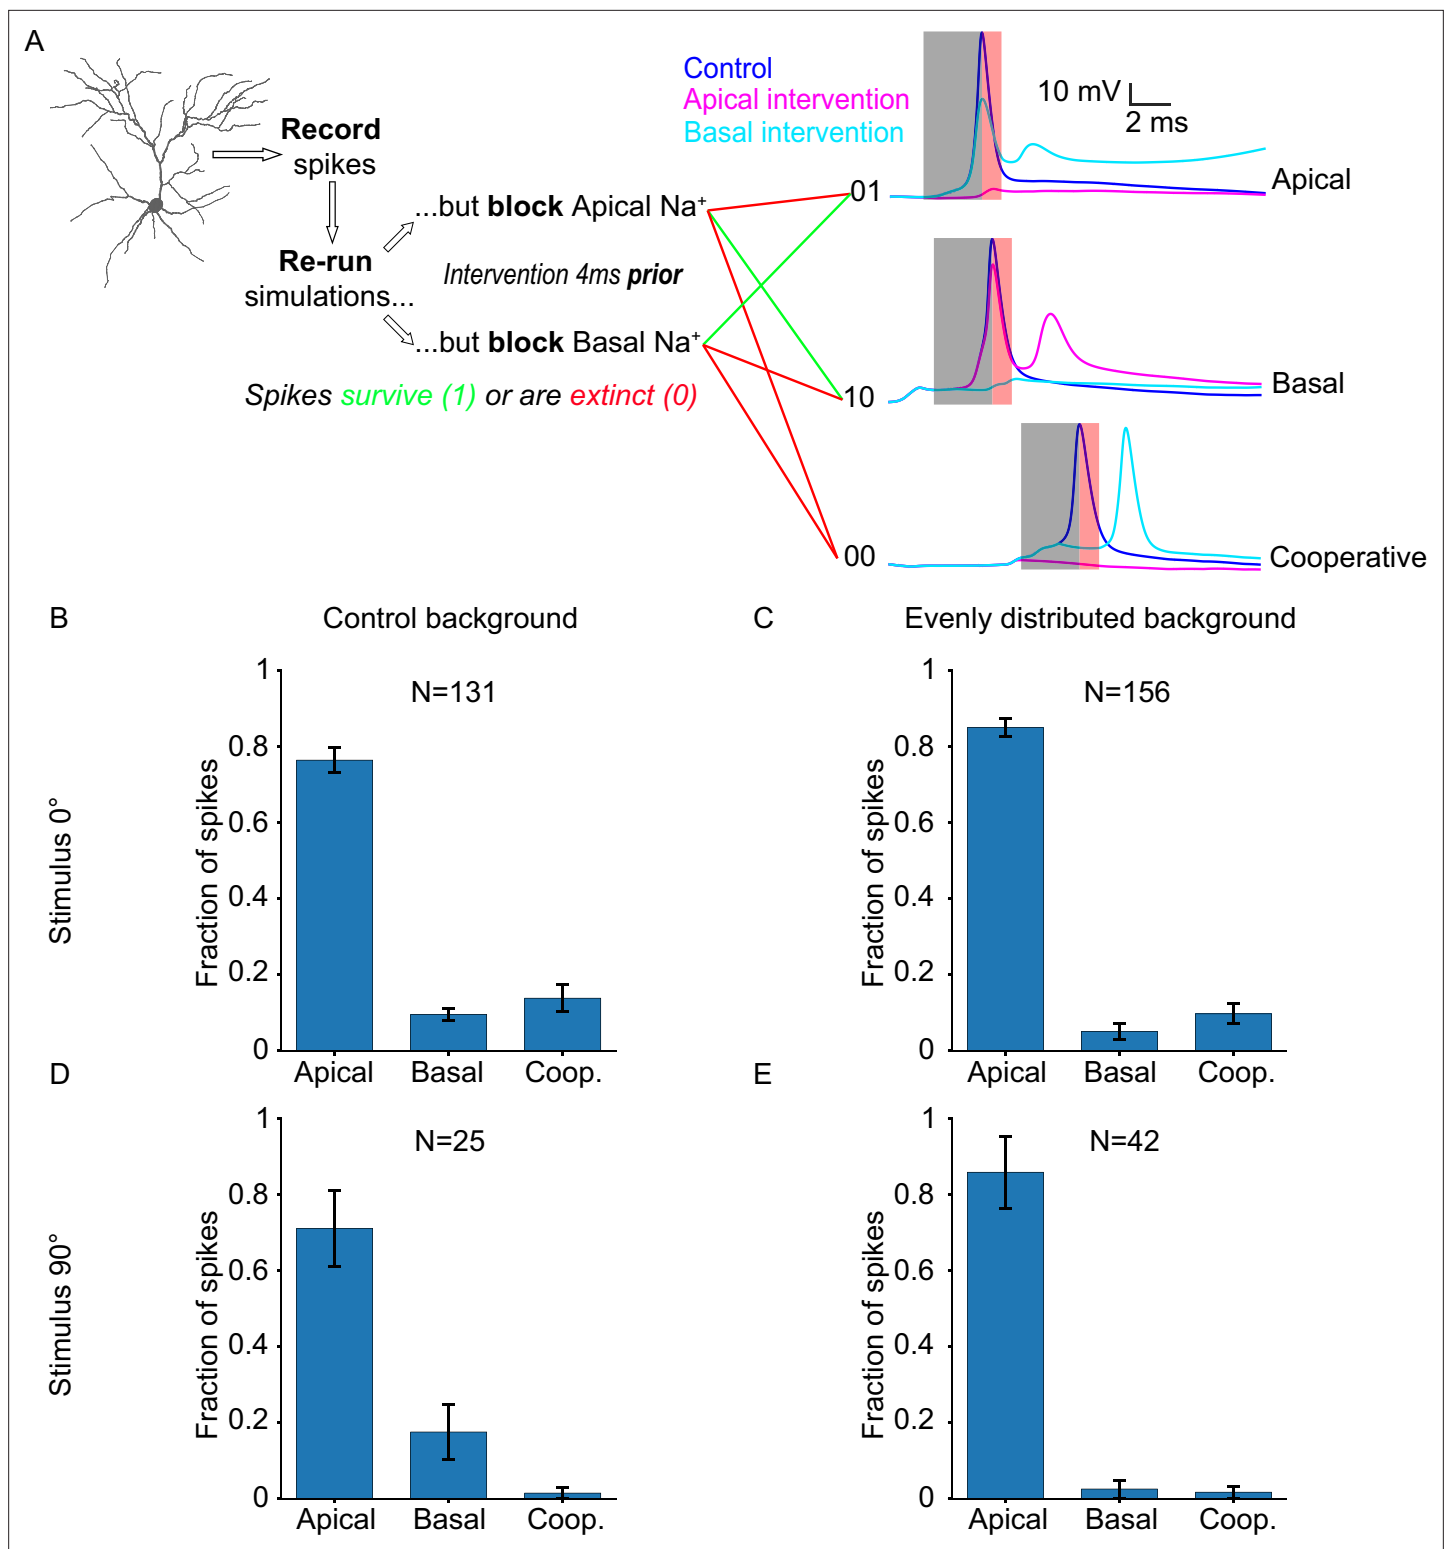 A
Record
spikes
Re-run
simulations...
...but block Apical Na+
Intervention 4ms prior
...but block Basal Na+
Spikes survive (1) or are extinct (0)
Control
Apical intervention
Basal intervention
10 mV
2 ms
01
Apical
10
Basal
00
Cooperative
B
Control background
C
Evenly distributed background
Stimulus 0°
Fraction of spikes
1
0.8
0.6
0.4
0.2
0
N=131
Apical Basal Coop.
Fraction of spikes
1
0.8
0.6
0.4
0.2
0
N=156
Apical Basal Coop.
D
E
Stimulus 90°
Fraction of spikes
1
0.8
0.6
0.4
0.2
0
N=25
Apical Basal Coop.
Fraction of spikes
1
0.8
0.6
0.4
0.2
0
N=42
Apical Basal Coop.